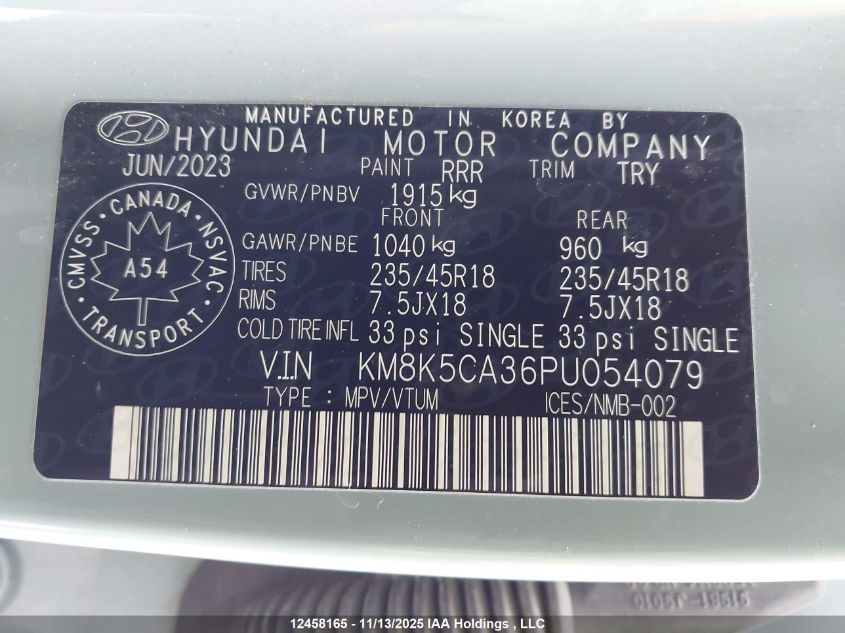 MANUFACTURED IN KOREA BY
HYUNDAI MOTOR COMPANY
JUN/2023 PAINT RRR TRIM TRY
GVWR/PNBV 1915 kg
FRONT REAR
GAWR/PNBE 1040 kg 960 kg
TIRES 235/45R18 235/45R18
RIMS 7.5JX18 7.5JX18
COLD TIRE INFL 33 psi SINGLE 33 psi SINGLE
V.I.N KM8K5CA36PU054079
TYPE : MPV/VTUM ICES/NMB-002
CANADA
CMVSS NSVAC
A54
TRANSPORT
12458165 - 11/13/2025 IAA Holdings , LLC